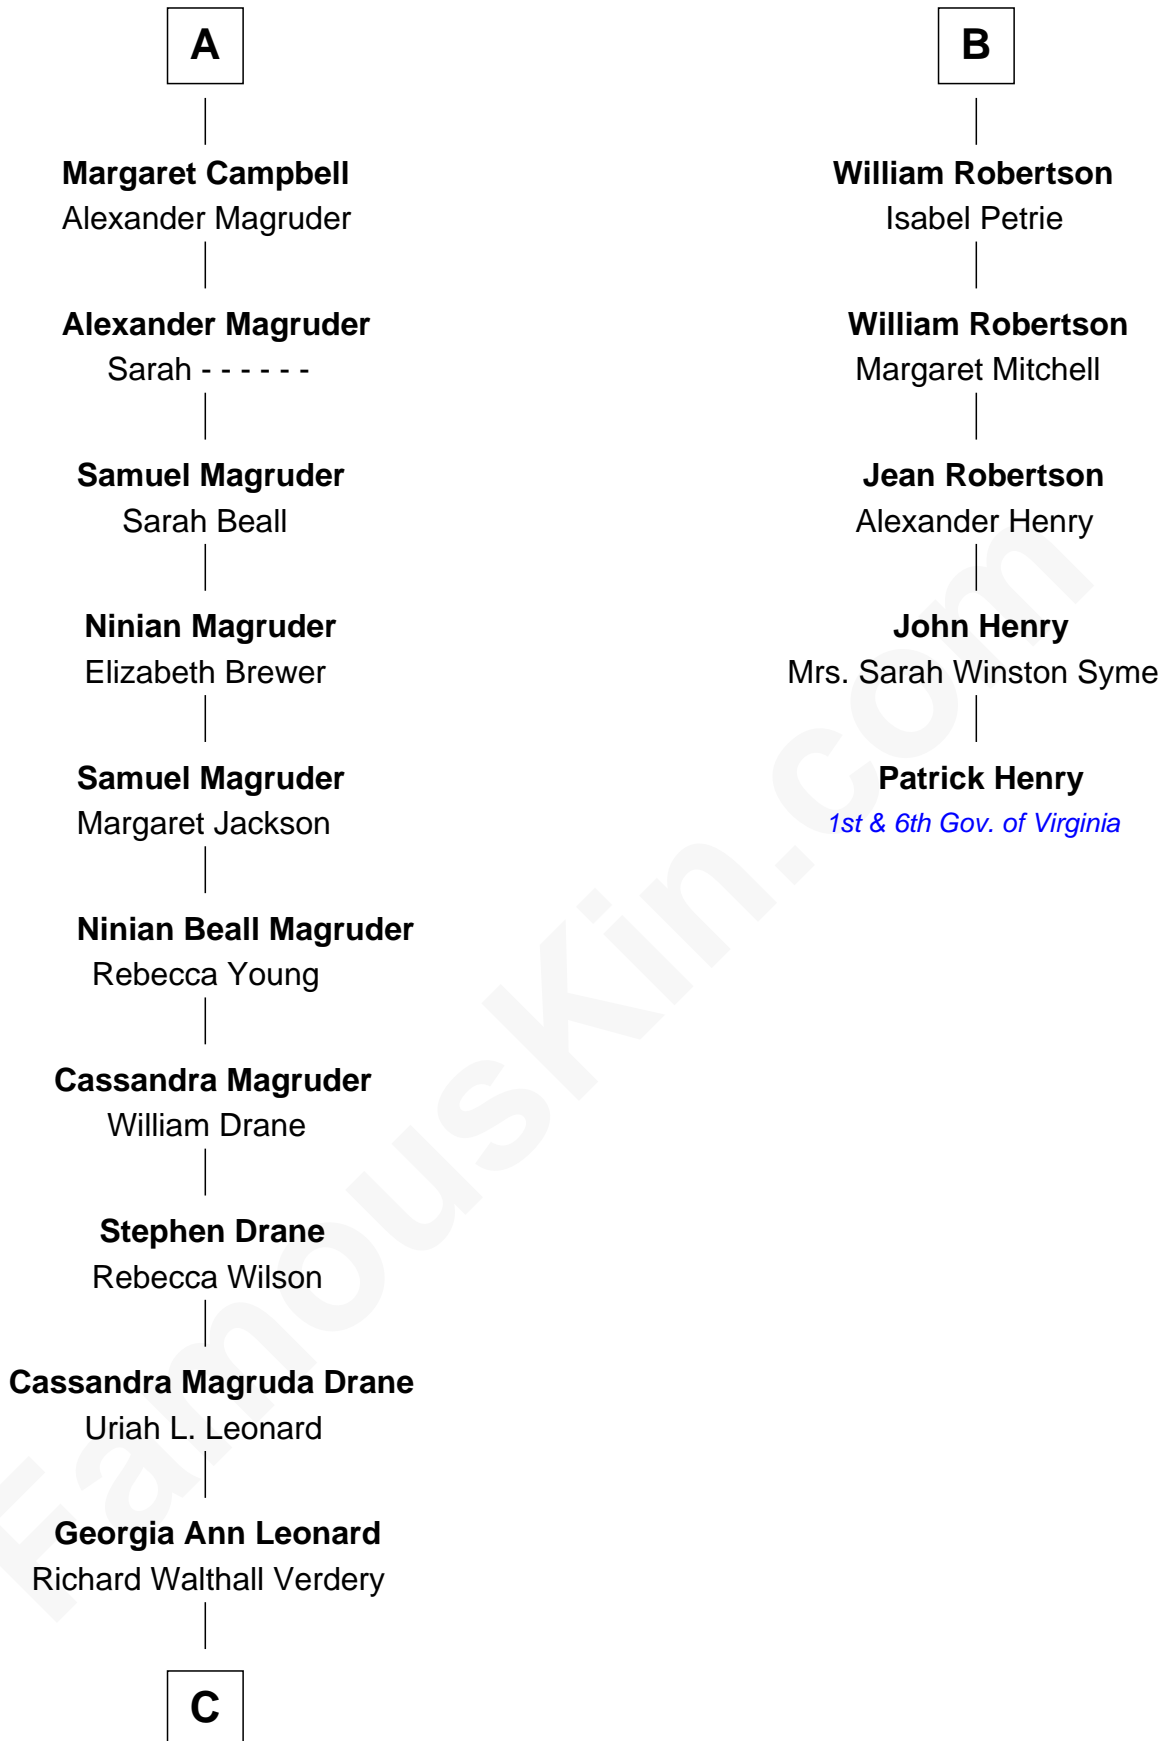 A
Margaret Campbell
Alexander Magruder
Alexander Magruder
Sarah - - - - - -
Samuel Magruder
Sarah Beall
Ninian Magruder
Elizabeth Brewer
Samuel Magruder
Margaret Jackson
Ninian Beall Magruder
Rebecca Young
Cassandra Magruder
William Drane
Stephen Drane
Rebecca Wilson
Cassandra Magruda Drane
Uriah L. Leonard
Georgia Ann Leonard
Richard Walthall Verdery
C
B
William Robertson
Isabel Petrie
William Robertson
Margaret Mitchell
Jean Robertson
Alexander Henry
John Henry
Mrs. Sarah Winston Syme
Patrick Henry
1st & 6th Gov. of Virginia
FamousKin.com